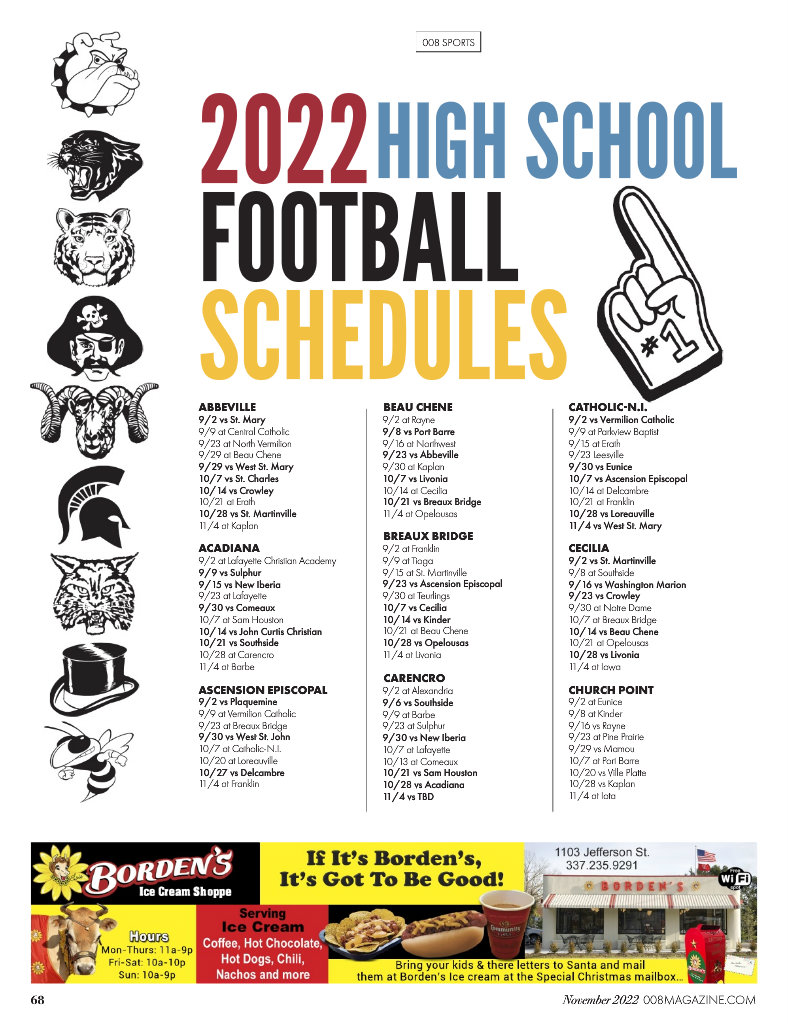 008 SPORTS
2022 HIGH SCHOOL
FOOTBALL
SCHEDULES
#1
ABBEVILLE
9/2 vs St. Mary
9/9 at Central Catholic
9/23 at North Vermilion
9/29 at Beau Chene
9/29 vs West St. Mary
10/7 vs St. Charles
10/14 vs Crowley
10/21 at Erath
10/28 vs St. Martinville
11/4 at Kaplan
ACADIANA
9/2 at Lafayette Christian Academy
9/9 vs Sulphur
9/15 vs New Iberia
9/23 at Lafayette
9/30 vs Comeaux
10/7 at Sam Houston
10/14 vs John Curtis Christian
10/21 vs Southside
10/28 at Carencro
11/4 at Barbe
ASCENSION EPISCOPAL
9/2 vs Plaquemine
9/9 at Vermilion Catholic
9/23 at Breaux Bridge
9/30 vs West St. John
10/7 at Catholic-N.I.
10/20 at Loreauville
10/27 vs Delcambre
11/4 at Franklin
BEAU CHENE
9/2 at Rayne
9/8 vs Port Barre
9/16 at Northwest
9/23 vs Abbeville
9/30 at Kaplan
10/7 vs Livonia
10/14 at Cecilia
10/21 vs Breaux Bridge
11/4 at Opelousas
BREAUX BRIDGE
9/2 at Franklin
9/9 at Tioga
9/15 at St. Martinville
9/23 vs Ascension Episcopal
9/30 at Teurlings
10/7 vs Cecilia
10/14 vs Kinder
10/21 at Beau Chene
10/28 vs Opelousas
11/4 at Livonia
CARENCRO
9/2 at Alexandria
9/6 vs Southside
9/9 at Barbe
9/23 at Sulphur
9/30 vs New Iberia
10/7 at Lafayette
10/13 at Comeaux
10/21 vs Sam Houston
10/28 vs Acadiana
11/4 vs TBD
CATHOLIC-N.I.
9/2 vs Vermilion Catholic
9/9 at Parkview Baptist
9/15 at Erath
9/23 Leesville
9/30 vs Eunice
10/7 vs Ascension Episcopal
10/14 at Delcambre
10/21 at Franklin
10/28 vs Loreauville
11/4 vs West St. Mary
CECILIA
9/2 vs St. Martinville
9/8 at Southside
9/16 vs Washington Marion
9/23 vs Crowley
9/30 at Notre Dame
10/7 at Breaux Bridge
10/14 vs Beau Chene
10/21 at Opelousas
10/28 vs Livonia
11/4 at Iowa
CHURCH POINT
9/2 at Eunice
9/8 at Kinder
9/16 vs Rayne
9/23 at Pine Prairie
9/29 vs Mamou
10/7 at Port Barre
10/20 vs Ville Platte
10/28 vs Kaplan
11/4 at Iota
BORDEN'S
Ice Cream Shoppe
If It's Borden's,
It's Got To Be Good!
1103 Jefferson St.
337.235.9291
BORDEN'S
Free
Wi Fi
Hours
Mon-Thurs: 11a-9p
Fri-Sat: 10a-10p
Sun: 10a-9p
Serving
Ice Cream
Coffee, Hot Chocolate,
Hot Dogs, Chili,
Nachos and more
Community
Bring your kids & there letters to Santa and mail
them at Borden's Ice cream at the Special Christmas mailbox...
68
November 2022 008MAGAZINE.COM